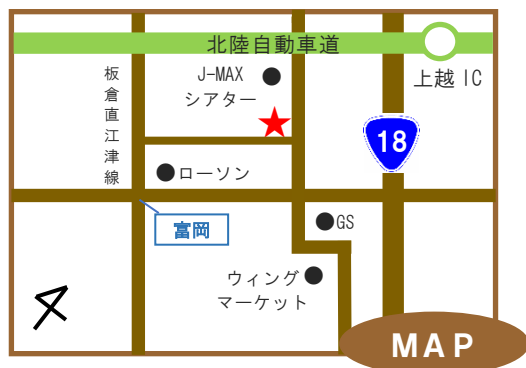 北陸自動車道
上越 IC
板倉直江津線
J-MAX
シアター
18
ローソン
富岡
GS
ウィング
マーケット
MAP